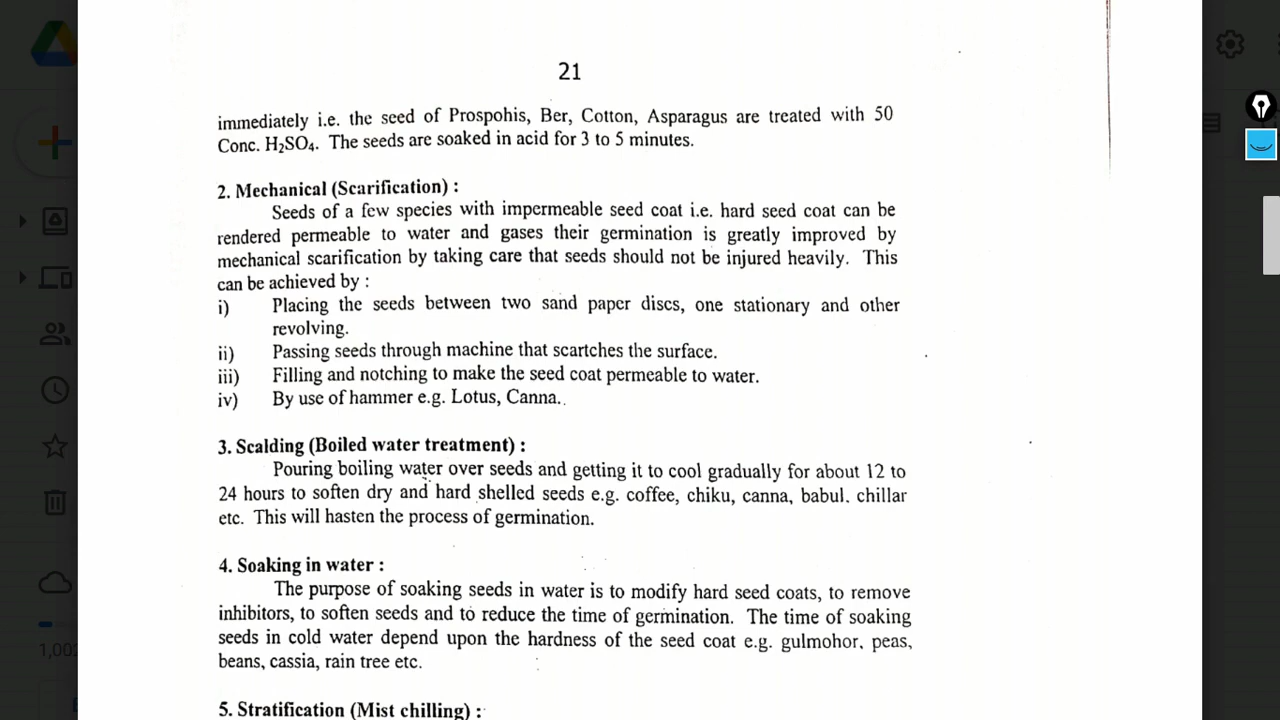 21
immediately i.e. the seed of Prospohis, Ber, Cotton, Asparagus are treated with 50
Conc. H₂SO₄. The seeds are soaked in acid for 3 to 5 minutes.
2. Mechanical (Scarification) :
Seeds of a few species with impermeable seed coat i.e. hard seed coat can be
rendered permeable to water and gases their germination is greatly improved by
mechanical scarification by taking care that seeds should not be injured heavily. This
can be achieved by :
i) Placing the seeds between two sand paper discs, one stationary and other
revolving.
ii) Passing seeds through machine that scartches the surface.
iii) Filling and notching to make the seed coat permeable to water.
iv) By use of hammer e.g. Lotus, Canna.
3. Scalding (Boiled water treatment) :
Pouring boiling water over seeds and getting it to cool gradually for about 12 to
24 hours to soften dry and hard shelled seeds e.g. coffee, chiku, canna, babul. chillar
etc. This will hasten the process of germination.
4. Soaking in water :
The purpose of soaking seeds in water is to modify hard seed coats, to remove
inhibitors, to soften seeds and to reduce the time of germination. The time of soaking
seeds in cold water depend upon the hardness of the seed coat e.g. gulmohor, peas,
beans, cassia, rain tree etc.
5. Stratification (Mist chilling) :
1,00